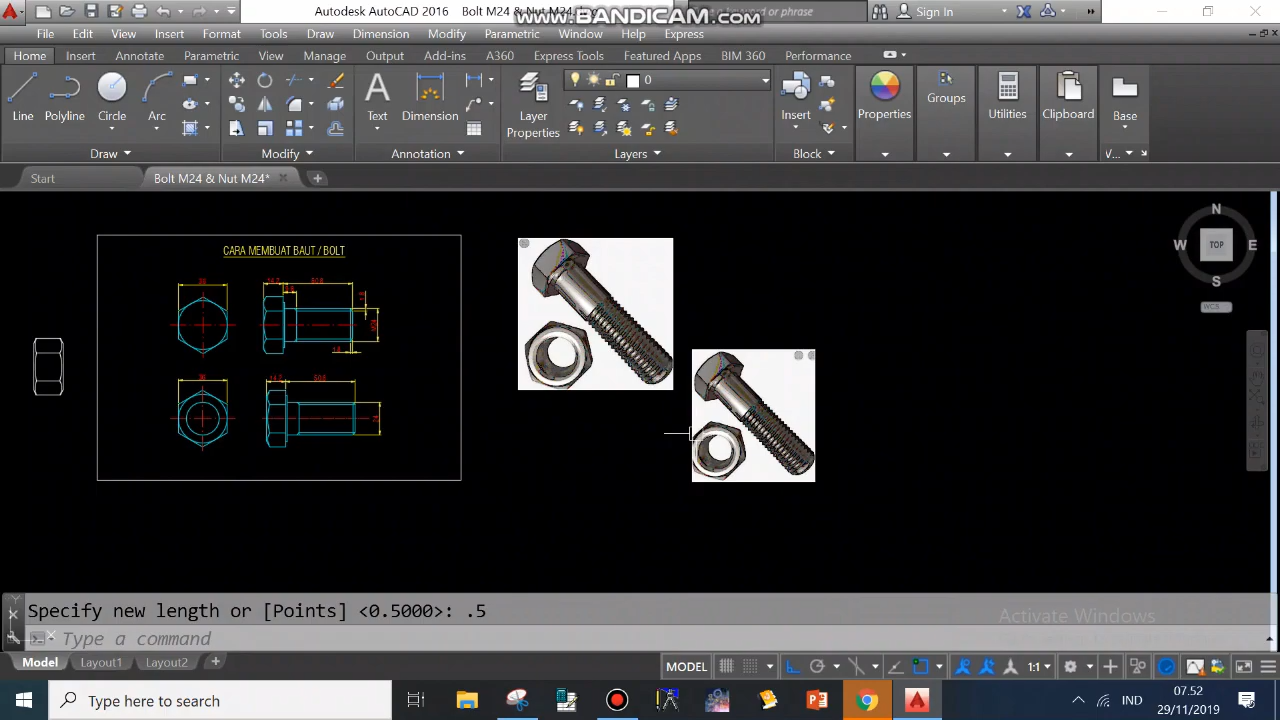 Autodesk AutoCAD 2016 Bolt M24 & Nut M24
www.BANDICAM.com
or phrase
Sign In
File Edit View Insert Format Tools Draw Dimension Modify Parametric Window Help Express
Home Insert Annotate Parametric View Manage Output Add-ins A360 Express Tools Featured Apps BIM 360 Performance
0
Line Polyline Circle Arc
Text Dimension
Layer Properties
Insert
Properties Groups Utilities Clipboard Base
Draw Modify Annotation Layers Block V...
Start Bolt M24 & Nut M24*
CARA MEMBUAT BAUT / BOLT
N
W TOP E
S
WCS
Specify new length or [Points] <0.5000>: .5
Type a command
Activate Windows
Model Layout1 Layout2
MODEL 1:1
Type here to search
IND
07.52
29/11/2019